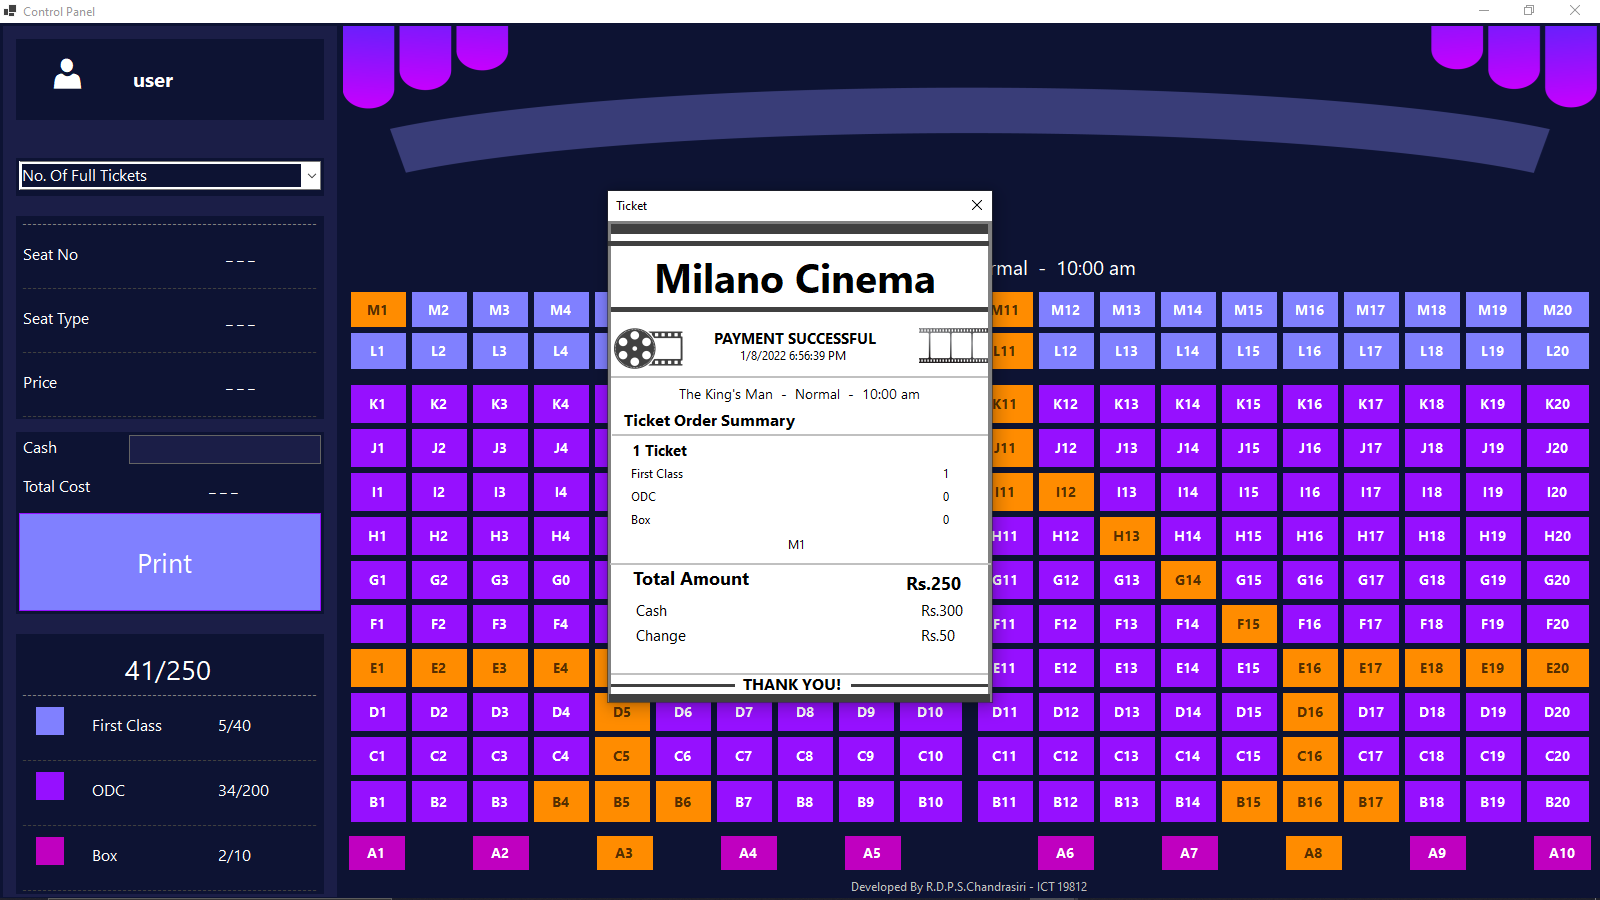 Control Panel
user
No. Of Full Tickets
Seat No _ _ _
Seat Type _ _ _
Price _ _ _
Cash
Total Cost _ _ _
Print
41/250
First Class 5/40
ODC 34/200
Box 2/10
Ticket
Milano Cinema
PAYMENT SUCCESSFUL
1/8/2022 6:56:39 PM
The King's Man - Normal - 10:00 am
Ticket Order Summary
1 Ticket
First Class 1
ODC 0
Box 0
M1
Total Amount Rs.250
Cash Rs.300
Change Rs.50
THANK YOU!
rmal - 10:00 am
M1 M2 M3 M4 M11 M12 M13 M14 M15 M16 M17 M18 M19 M20
L1 L2 L3 L4 L11 L12 L13 L14 L15 L16 L17 L18 L19 L20
K1 K2 K3 K4 K11 K12 K13 K14 K15 K16 K17 K18 K19 K20
J1 J2 J3 J4 J11 J12 J13 J14 J15 J16 J17 J18 J19 J20
I1 I2 I3 I4 I11 I12 I13 I14 I15 I16 I17 I18 I19 I20
H1 H2 H3 H4 H11 H12 H13 H14 H15 H16 H17 H18 H19 H20
G1 G2 G3 G0 G11 G12 G13 G14 G15 G16 G17 G18 G19 G20
F1 F2 F3 F4 F11 F12 F13 F14 F15 F16 F17 F18 F19 F20
E1 E2 E3 E4 E11 E12 E13 E14 E15 E16 E17 E18 E19 E20
D1 D2 D3 D4 D5 D6 D7 D8 D9 D10 D11 D12 D13 D14 D15 D16 D17 D18 D19 D20
C1 C2 C3 C4 C5 C6 C7 C8 C9 C10 C11 C12 C13 C14 C15 C16 C17 C18 C19 C20
B1 B2 B3 B4 B5 B6 B7 B8 B9 B10 B11 B12 B13 B14 B15 B16 B17 B18 B19 B20
A1 A2 A3 A4 A5 A6 A7 A8 A9 A10
Developed By R.D.P.S.Chandrasiri - ICT 19812